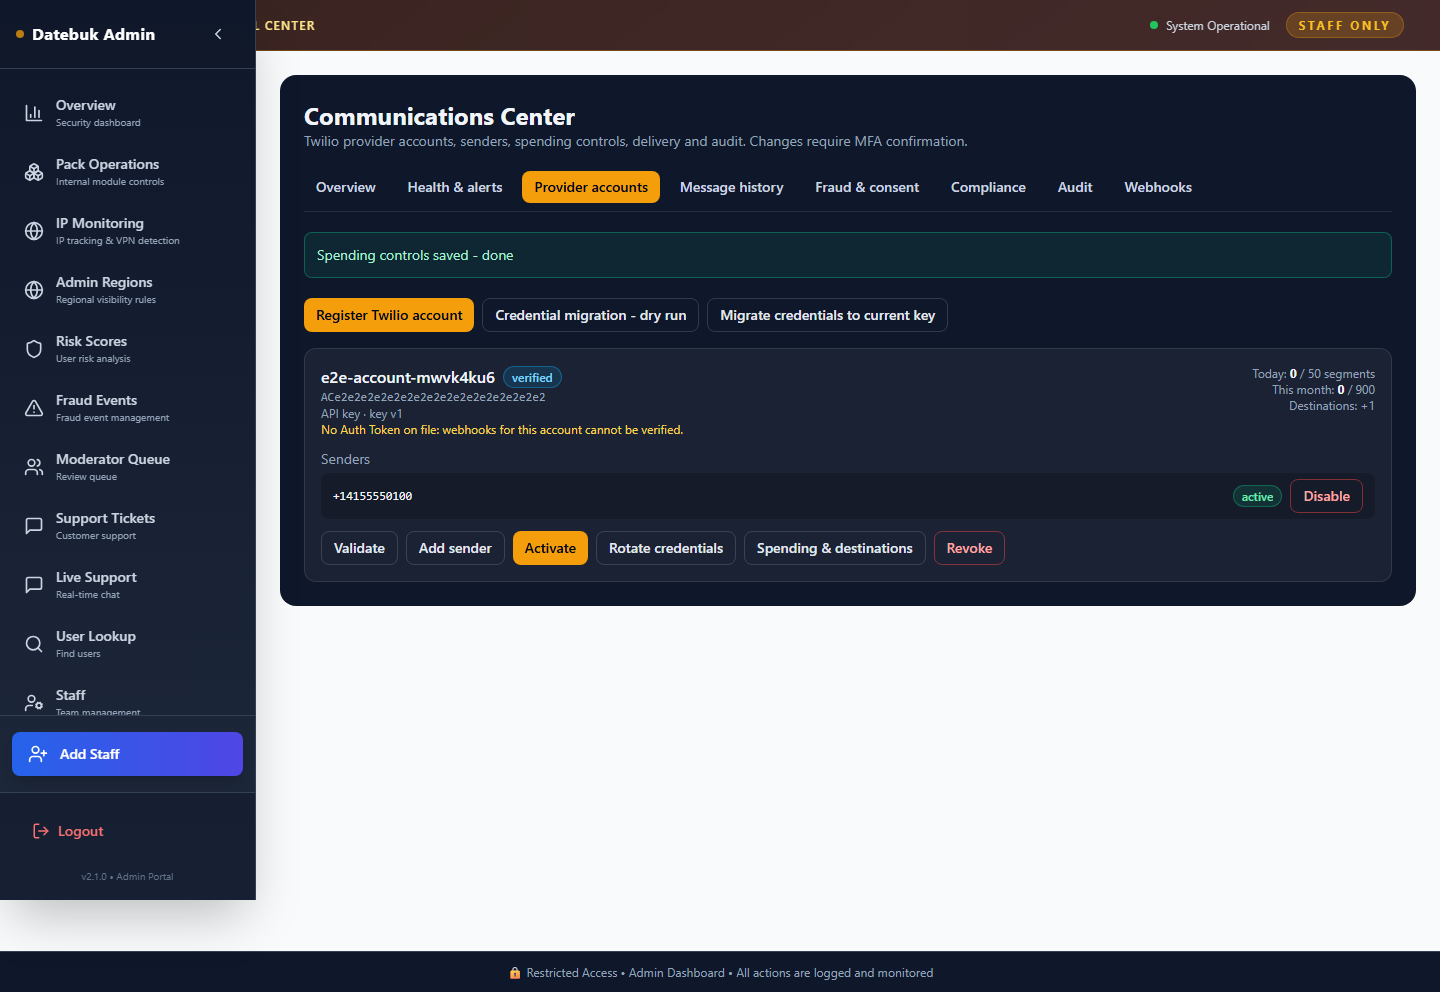 Datebuk Admin
L CENTER
System Operational
STAFF ONLY
Overview
Security dashboard
Pack Operations
Internal module controls
IP Monitoring
IP tracking & VPN detection
Admin Regions
Regional visibility rules
Risk Scores
User risk analysis
Fraud Events
Fraud event management
Moderator Queue
Review queue
Support Tickets
Customer support
Live Support
Real-time chat
User Lookup
Find users
Staff
Team management
Add Staff
Logout
v2.1.0 • Admin Portal
Communications Center
Twilio provider accounts, senders, spending controls, delivery and audit. Changes require MFA confirmation.
Overview Health & alerts Provider accounts Message history Fraud & consent Compliance Audit Webhooks
Spending controls saved - done
Register Twilio account Credential migration - dry run Migrate credentials to current key
e2e-account-mwvk4ku6 verified
ACe2e2e2e2e2e2e2e2e2e2e2e2e2e2e2e2
API key · key v1
No Auth Token on file: webhooks for this account cannot be verified.
Today: 0 / 50 segments
This month: 0 / 900
Destinations: +1
Senders
+14155550100 active Disable
Validate Add sender Activate Rotate credentials Spending & destinations Revoke
🔒 Restricted Access • Admin Dashboard • All actions are logged and monitored